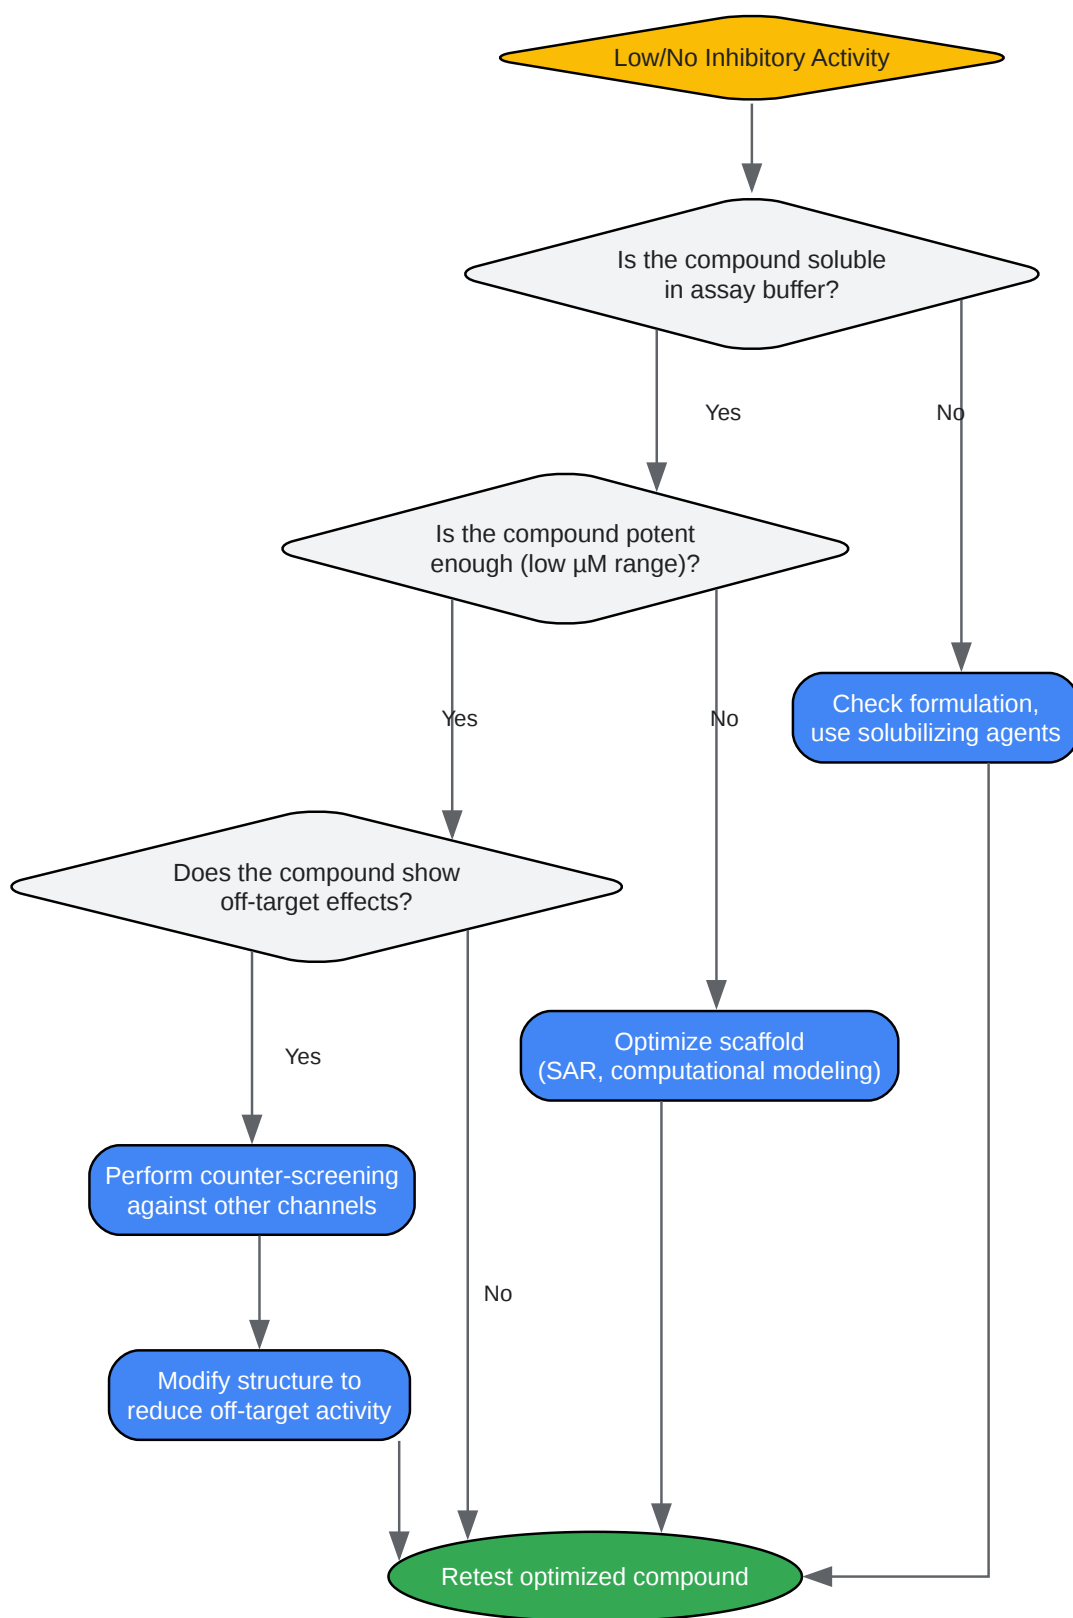 Low/No Inhibitory Activity
Is the compound soluble
in assay buffer?
Yes
No
Is the compound potent
enough (low µM range)?
Check formulation,
use solubilizing agents
Yes
No
Does the compound show
off-target effects?
Optimize scaffold
(SAR, computational modeling)
Yes
Perform counter-screening
against other channels
No
Modify structure to
reduce off-target activity
Retest optimized compound